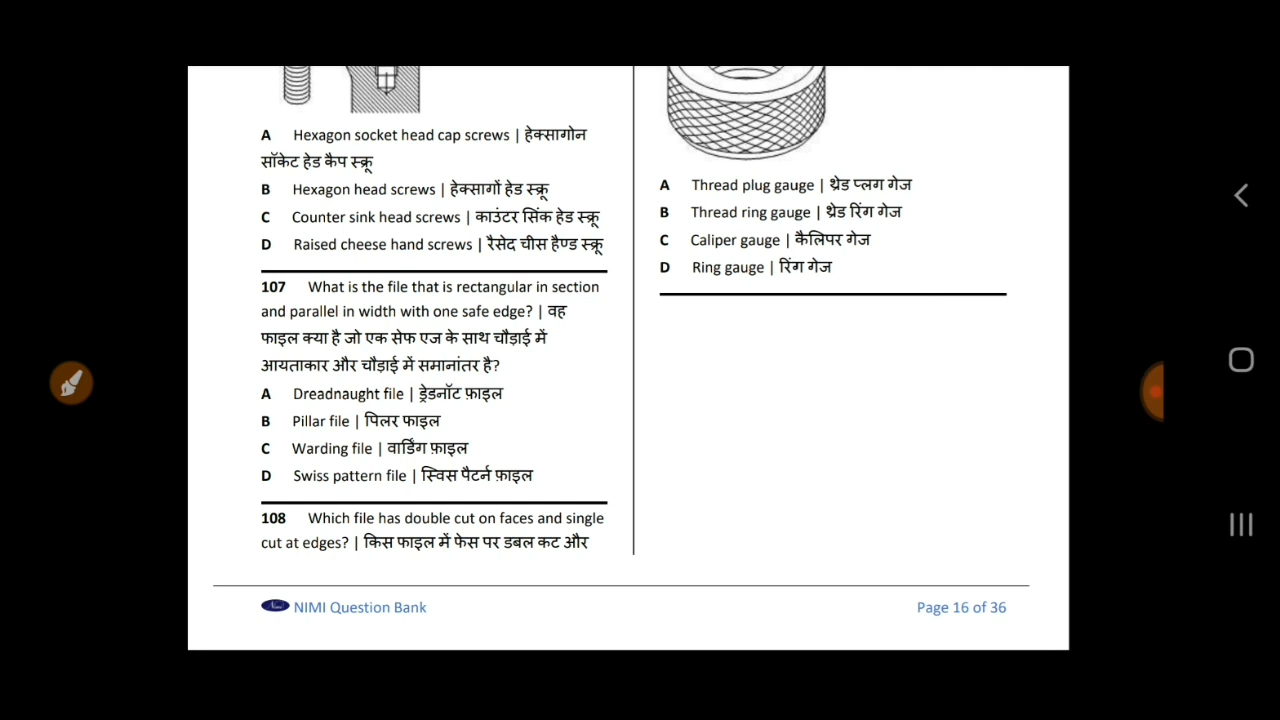 A Hexagon socket head cap screws | हेक्सागोन
सॉकेट हेड कैप स्क्रू
B Hexagon head screws | हेक्सागों हेड स्क्रू
C Counter sink head screws | काउंटर सिंक हेड स्क्रू
D Raised cheese hand screws | रैसेद चीस हैण्ड स्क्रू
107 What is the file that is rectangular in section
and parallel in width with one safe edge? | वह
फाइल क्या है जो एक सेफ एज के साथ चौड़ाई में
आयताकार और चौड़ाई में समानांतर है?
A Dreadnaught file | ड्रेडनॉट फ़ाइल
B Pillar file | पिलर फाइल
C Warding file | वार्डिंग फ़ाइल
D Swiss pattern file | स्विस पैटर्न फ़ाइल
108 Which file has double cut on faces and single
cut at edges? | किस फाइल में फेस पर डबल कट और
A Thread plug gauge | थ्रेड प्लग गेज
B Thread ring gauge | थ्रेड रिंग गेज
C Caliper gauge | कैलिपर गेज
D Ring gauge | रिंग गेज
Nimi NIMI Question Bank
Page 16 of 36